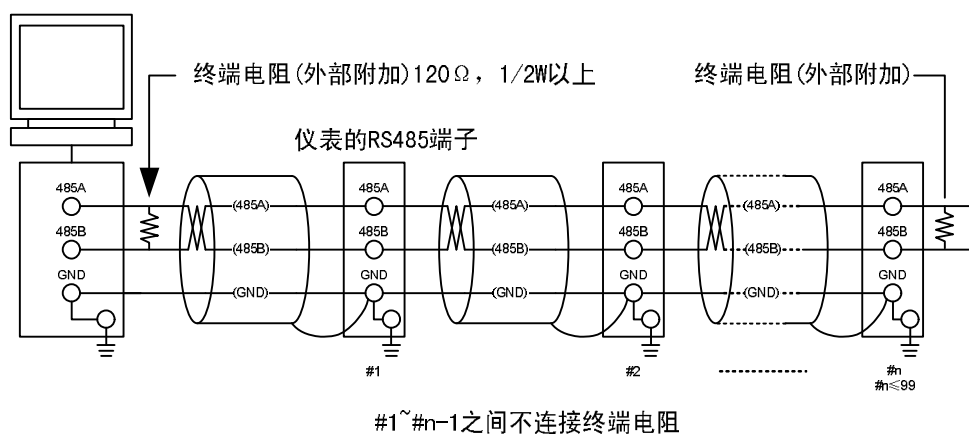 终端电阻(外部附加)120Ω，1/2W以上
终端电阻(外部附加)
仪表的RS485端子
485A
(485A)
485A
(485A)
485A
(485A)
485A
485B
(485B)
485B
(485B)
485B
(485B)
485B
GND
(GND)
GND
(GND)
GND
(GND)
GND
#1
#2
#n
#n≤99
#1~#n-1之间不连接终端电阻